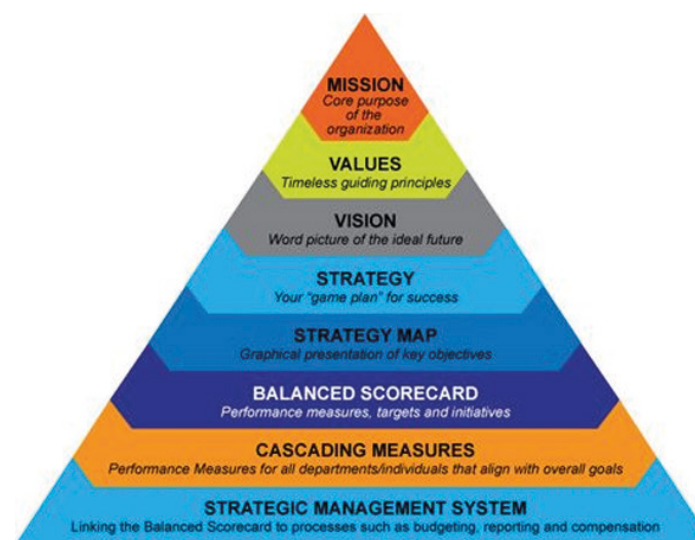 MISSION
Core purpose
of the
organization
VALUES
Timeless guiding principles
VISION
Word picture of the ideal future
STRATEGY
Your "game plan" for success
STRATEGY MAP
Graphical presentation of key objectives
BALANCED SCORECARD
Performance measures, targets and initiatives
CASCADING MEASURES
Performance Measures for all departments/individuals that align with overall goals
STRATEGIC MANAGEMENT SYSTEM
Linking the Balanced Scorecard to processes such as budgeting, reporting and compensation